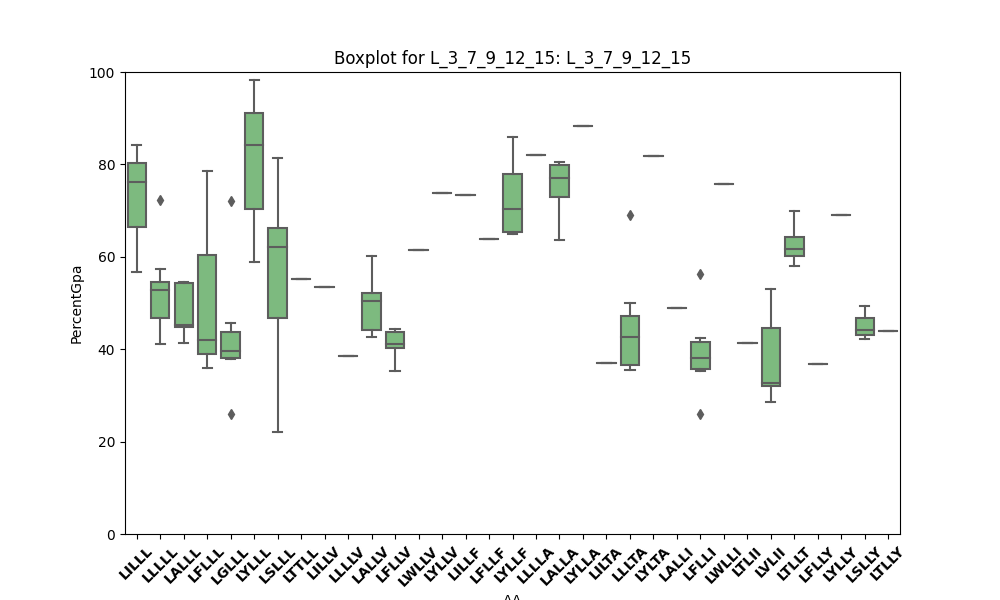 Boxplot for L_3_7_9_12_15: L_3_7_9_12_15
PercentGpa
100
80
60
40
20
0
LILLL
LLLLL
LALLL
LFLLL
LGLLL
LYLLL
LSLLL
LTTLL
LILLV
LLLLV
LALLV
LFLLV
LWLLV
LYLLV
LILLF
LFLLF
LYLLF
LLLLA
LALLA
LYLLA
LILTA
LLLTA
LYLTA
LALLI
LFLLI
LWLLI
LTLII
LVLII
LTLLT
LFLLY
LYLLY
LSLLY
LTLLY
AA